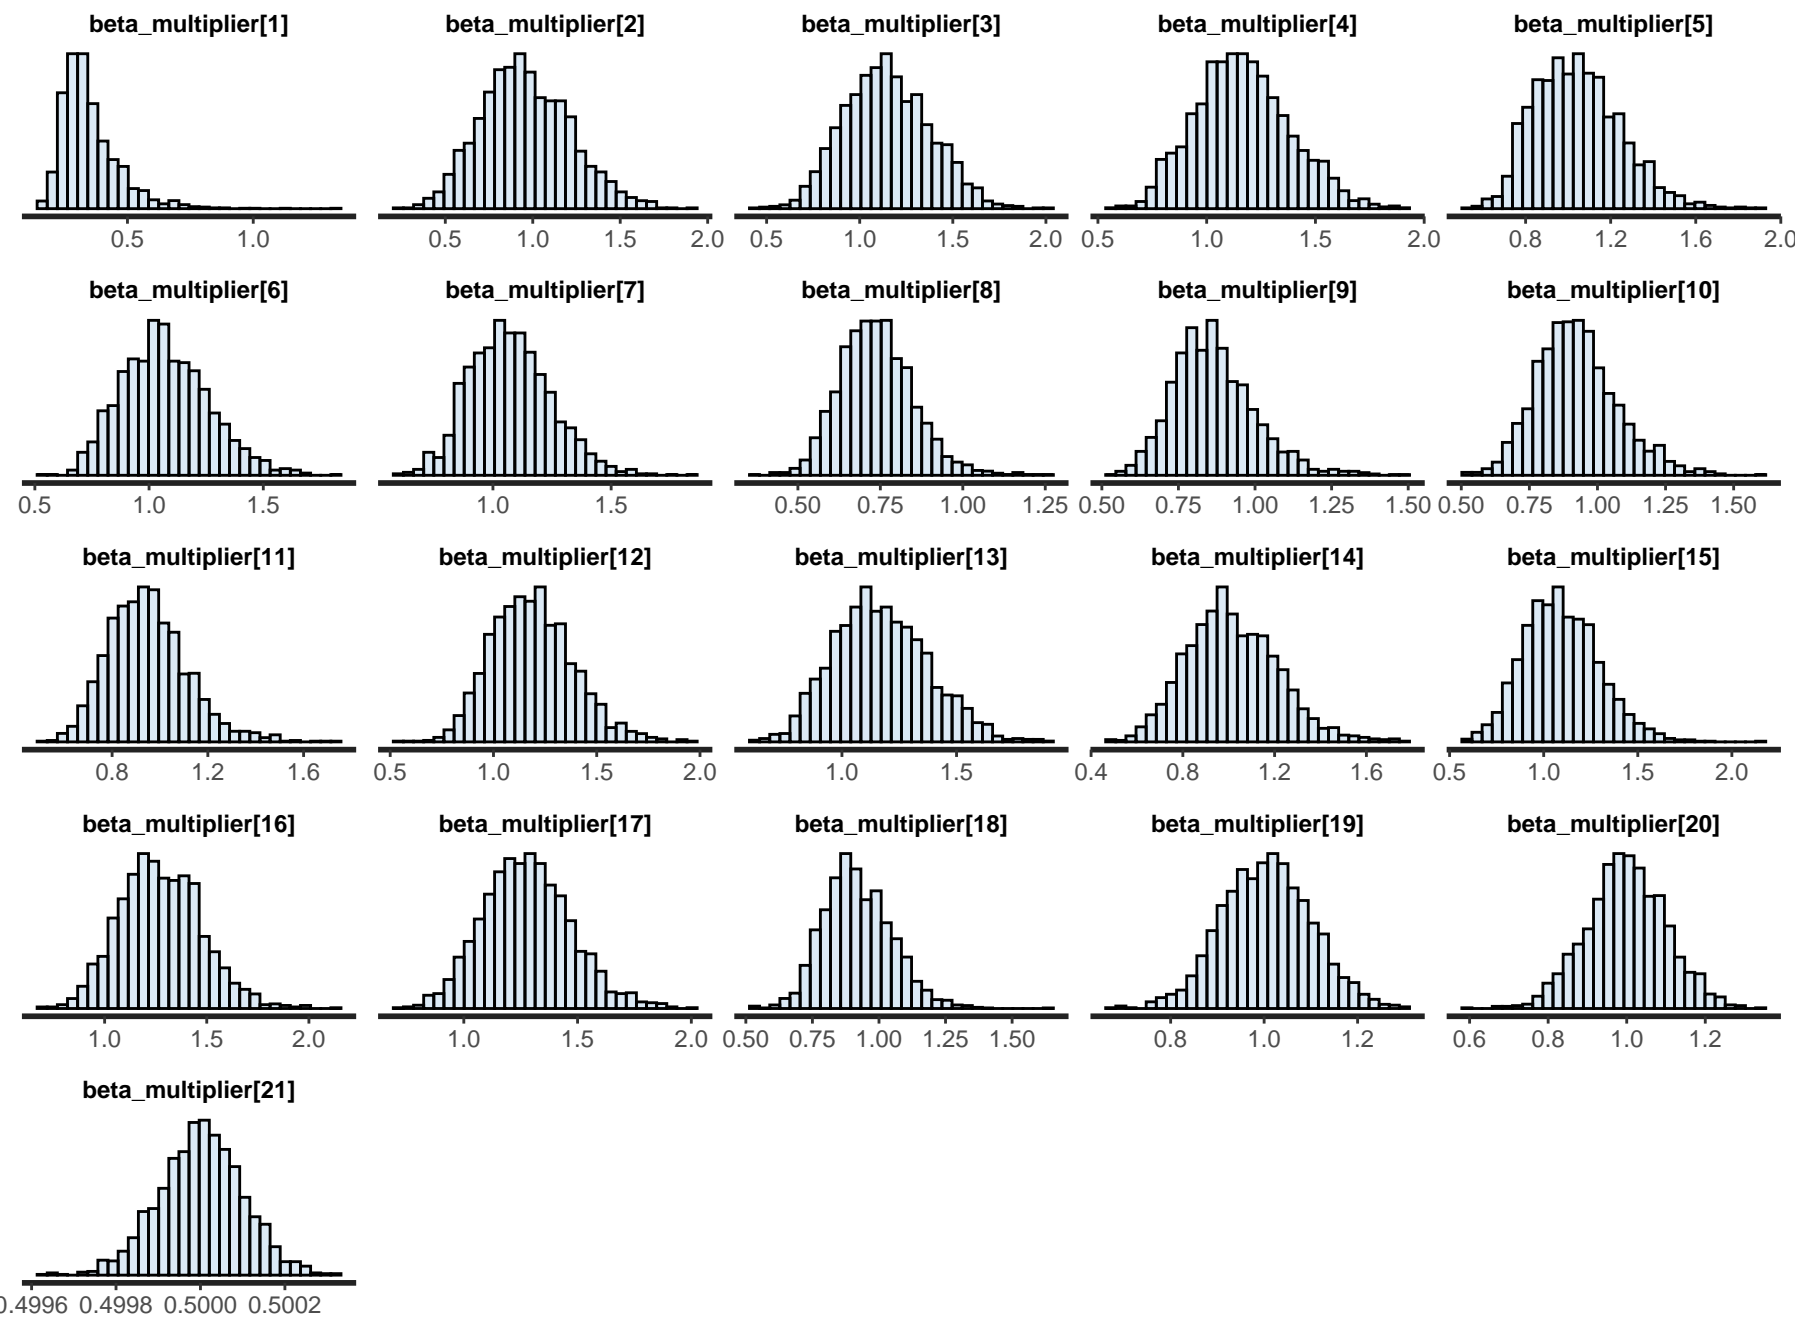 beta_multiplier[1] beta_multiplier[2] beta_multiplier[3] beta_multiplier[4] beta_multiplier[5]
0.5 1.0 0.5 1.0 1.5 2.0 0.5 1.0 1.5 2.0 0.5 1.0 1.5 2.0 0.8 1.2 1.6 2.0
beta_multiplier[6] beta_multiplier[7] beta_multiplier[8] beta_multiplier[9] beta_multiplier[10]
0.5 1.0 1.5 1.0 1.5 0.50 0.75 1.00 1.25 0.50 0.75 1.00 1.25 1.50 0.50 0.75 1.00 1.25 1.50
beta_multiplier[11] beta_multiplier[12] beta_multiplier[13] beta_multiplier[14] beta_multiplier[15]
0.8 1.2 1.6 0.5 1.0 1.5 2.0 1.0 1.5 0.4 0.8 1.2 1.6 0.5 1.0 1.5 2.0
beta_multiplier[16] beta_multiplier[17] beta_multiplier[18] beta_multiplier[19] beta_multiplier[20]
1.0 1.5 2.0 1.0 1.5 2.0 0.50 0.75 1.00 1.25 1.50 0.8 1.0 1.2 0.6 0.8 1.0 1.2
beta_multiplier[21]
0.4996 0.4998 0.5000 0.5002